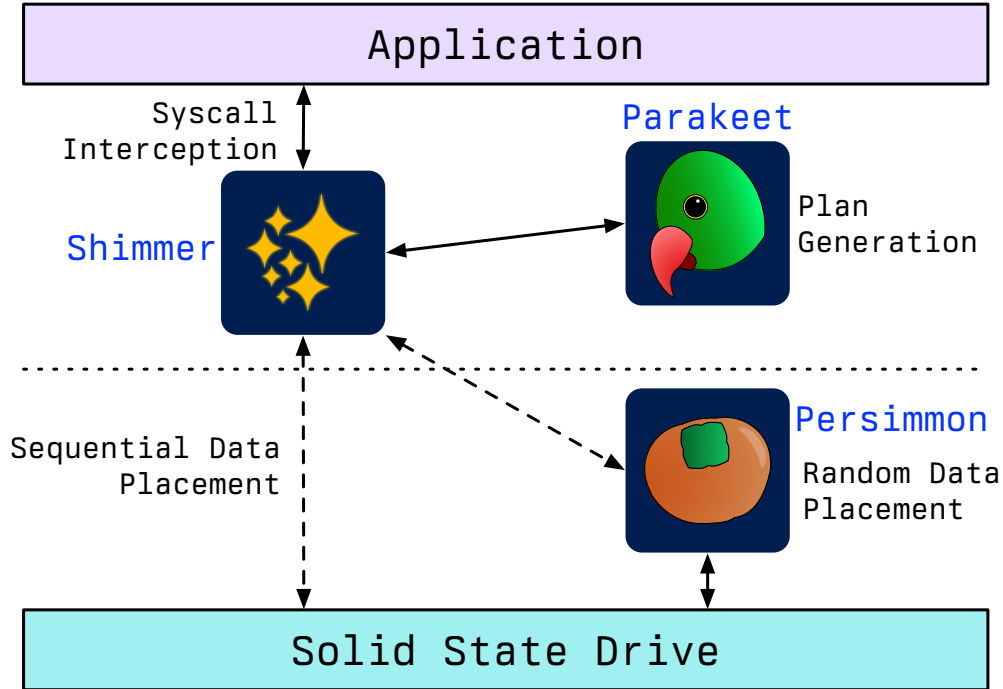 Application
Syscall
Interception
Parakeet
Shimmer
Plan
Generation
Persimmon
Sequential Data
Placement
Random Data
Placement
Solid State Drive